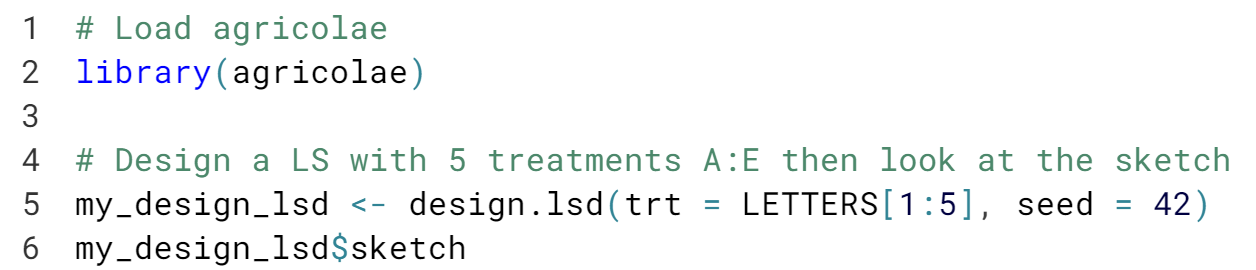 1 # Load agricolae
2 library(agricolae)
3
4 # Design a LS with 5 treatments A:E then look at the sketch
5 my_design_lsd <- design.lsd(trt = LETTERS[1:5], seed = 42)
6 my_design_lsd$sketch